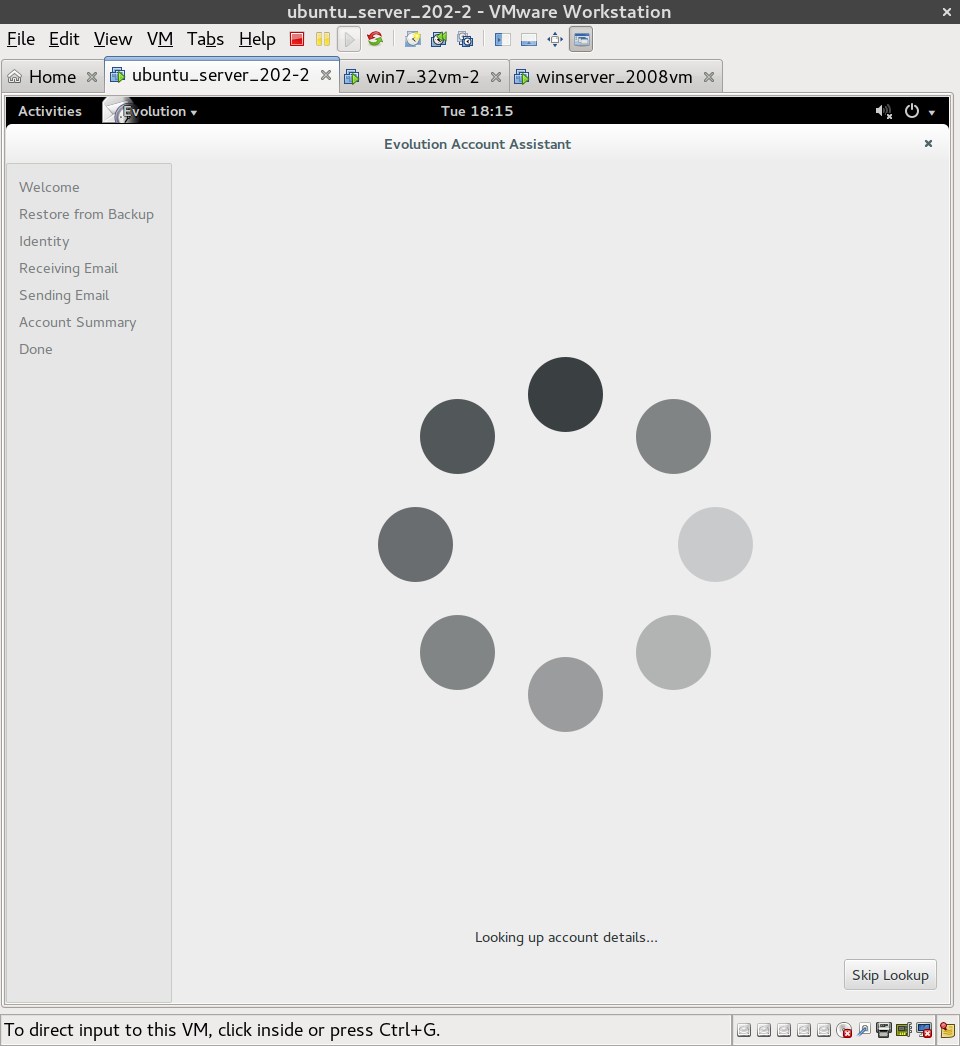 ubuntu_server_202-2 - VMware Workstation
File Edit View VM Tabs Help
Home ubuntu_server_202-2 win7_32vm-2 winserver_2008vm
Activities Evolution Tue 18:15
Evolution Account Assistant
Welcome
Restore from Backup
Identity
Receiving Email
Sending Email
Account Summary
Done
Looking up account details...
Skip Lookup
To direct input to this VM, click inside or press Ctrl+G.